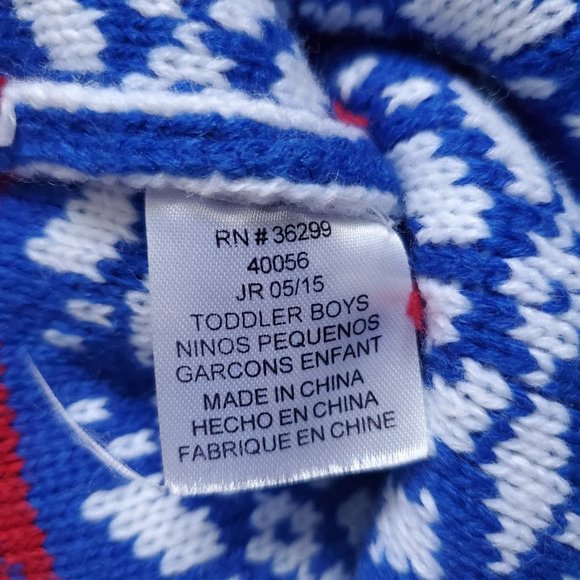 RN # 36299
40056
JR 05/15
TODDLER BOYS
NINOS PEQUENOS
GARCONS ENFANT
MADE IN CHINA
HECHO EN CHINA
FABRIQUE EN CHINE